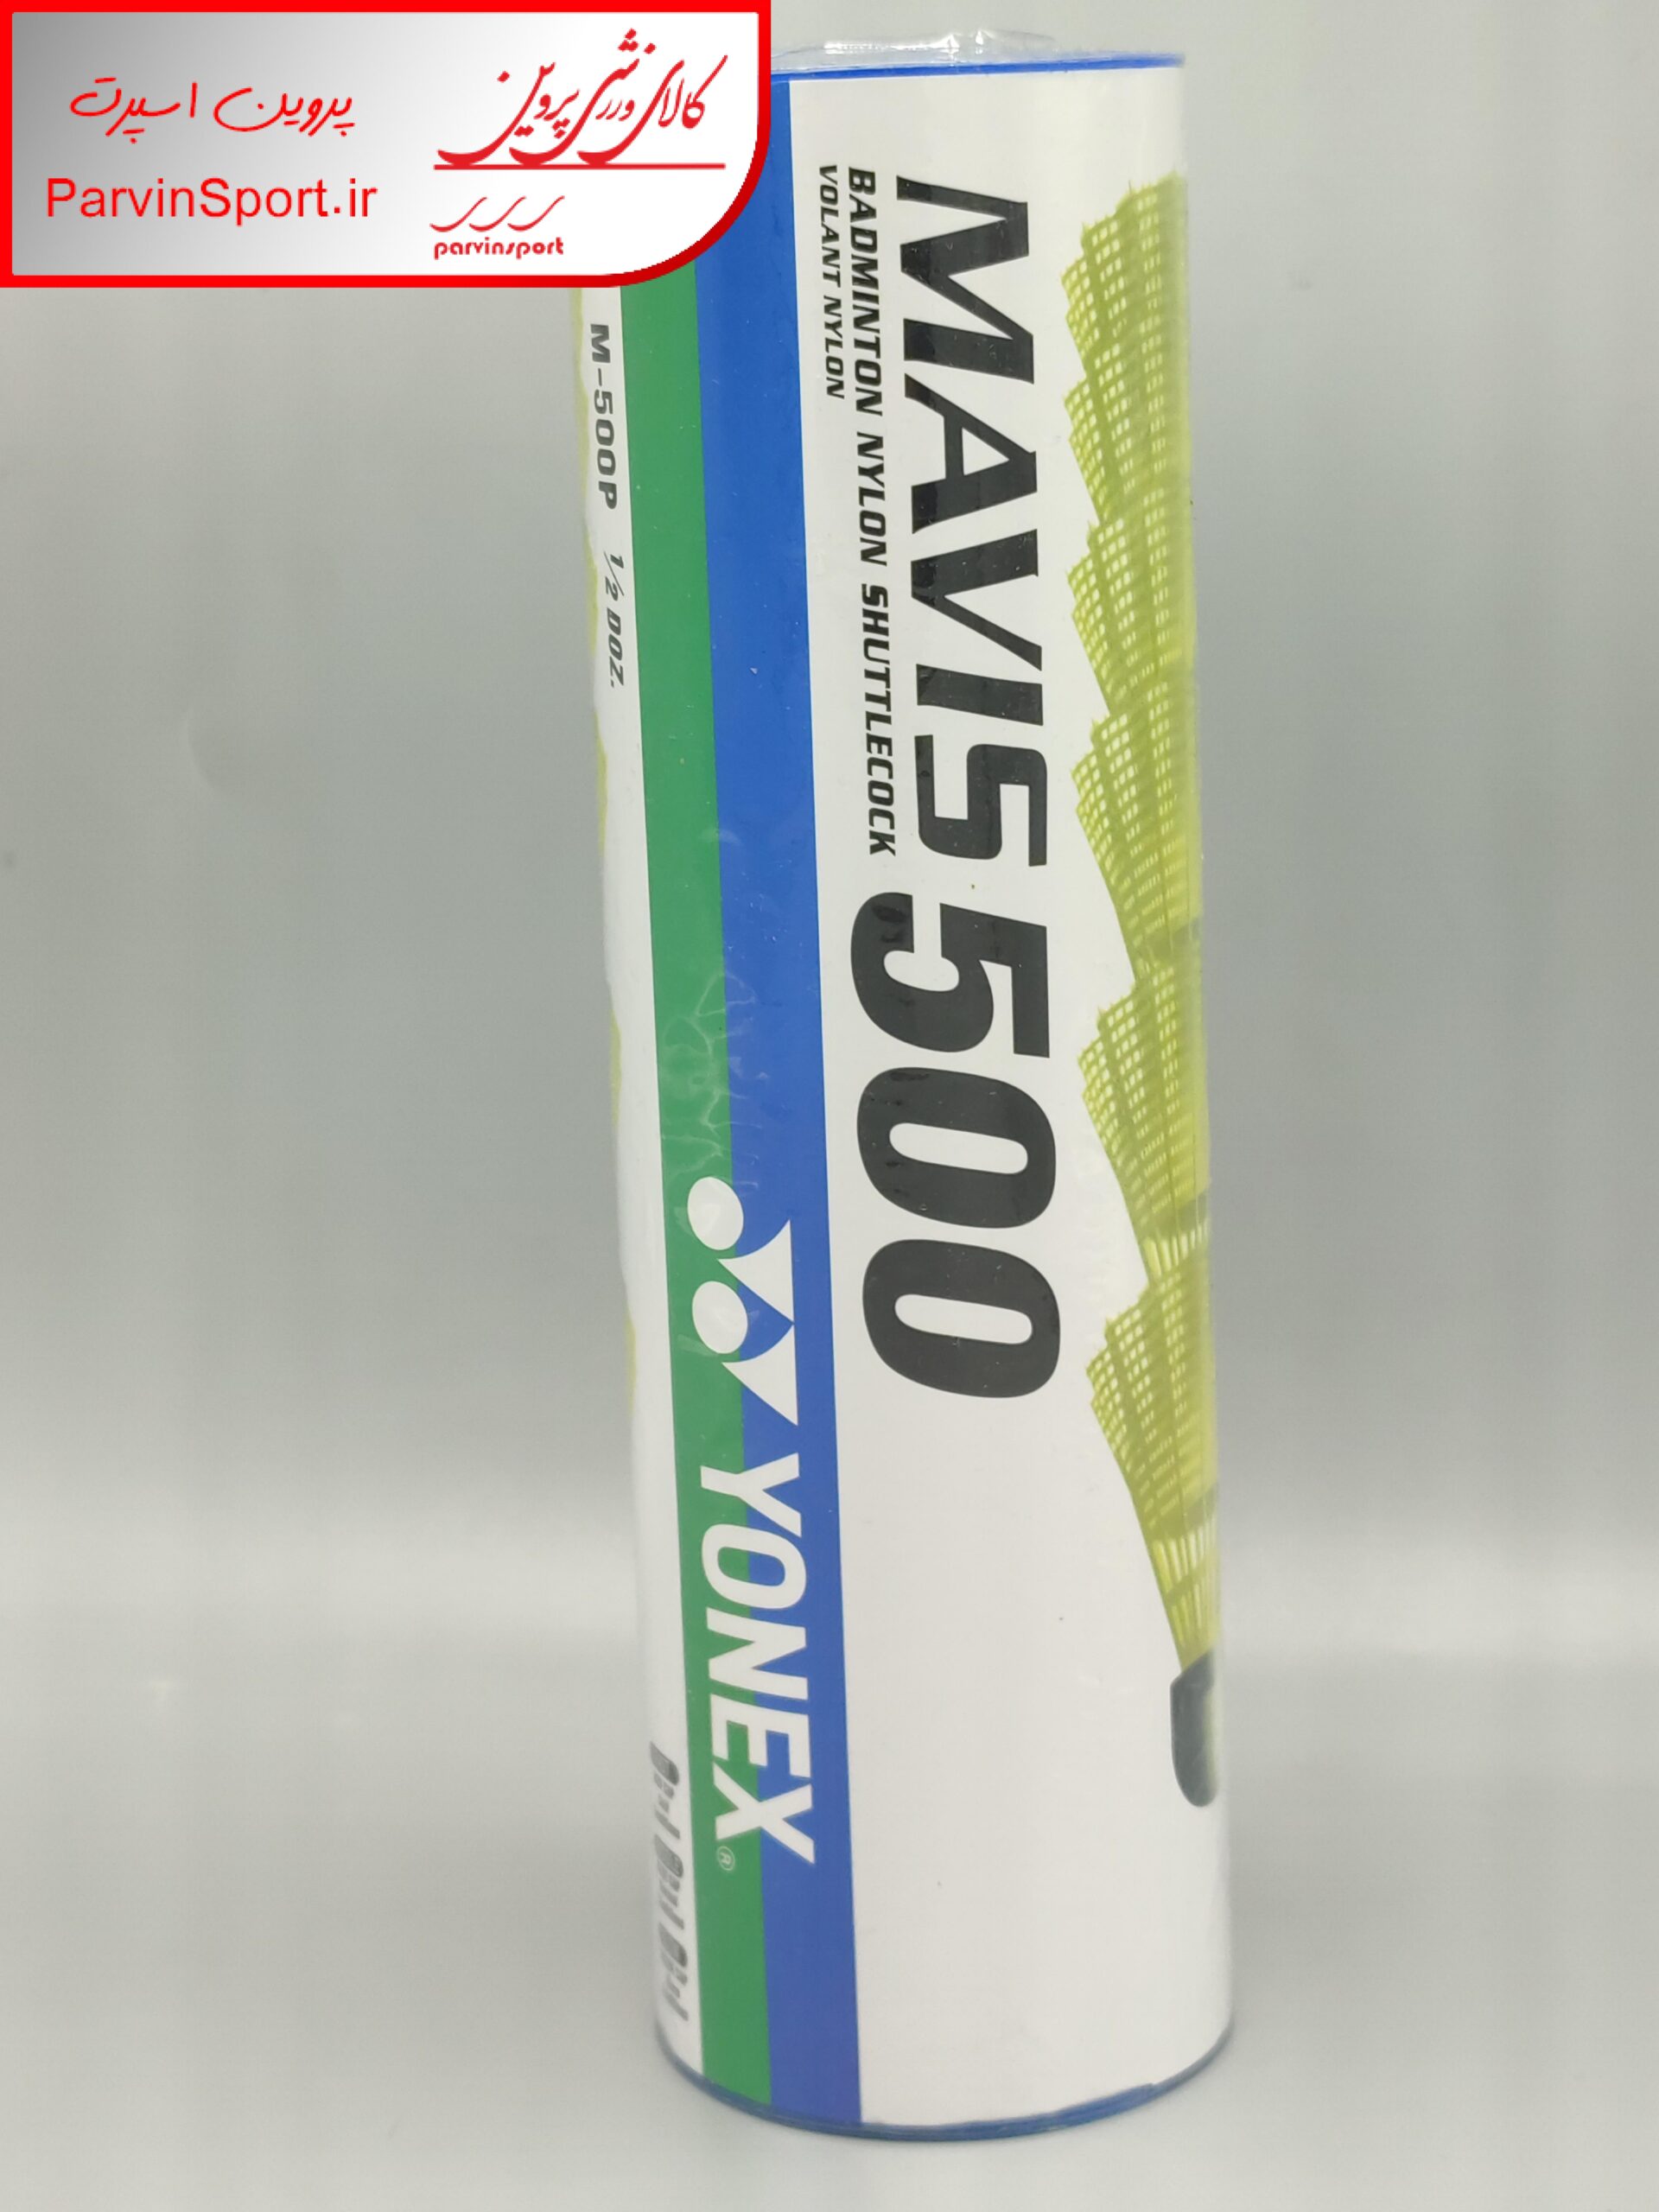 پروین اسپرت
ParvinSport.ir
کالای ورزشی پروین
parvinsport
MAVIS 500
BADMINTON NYLON SHUTTLECOCK
VOLANT NYLON
YONEX®
M-500P 1/2 DOZ.